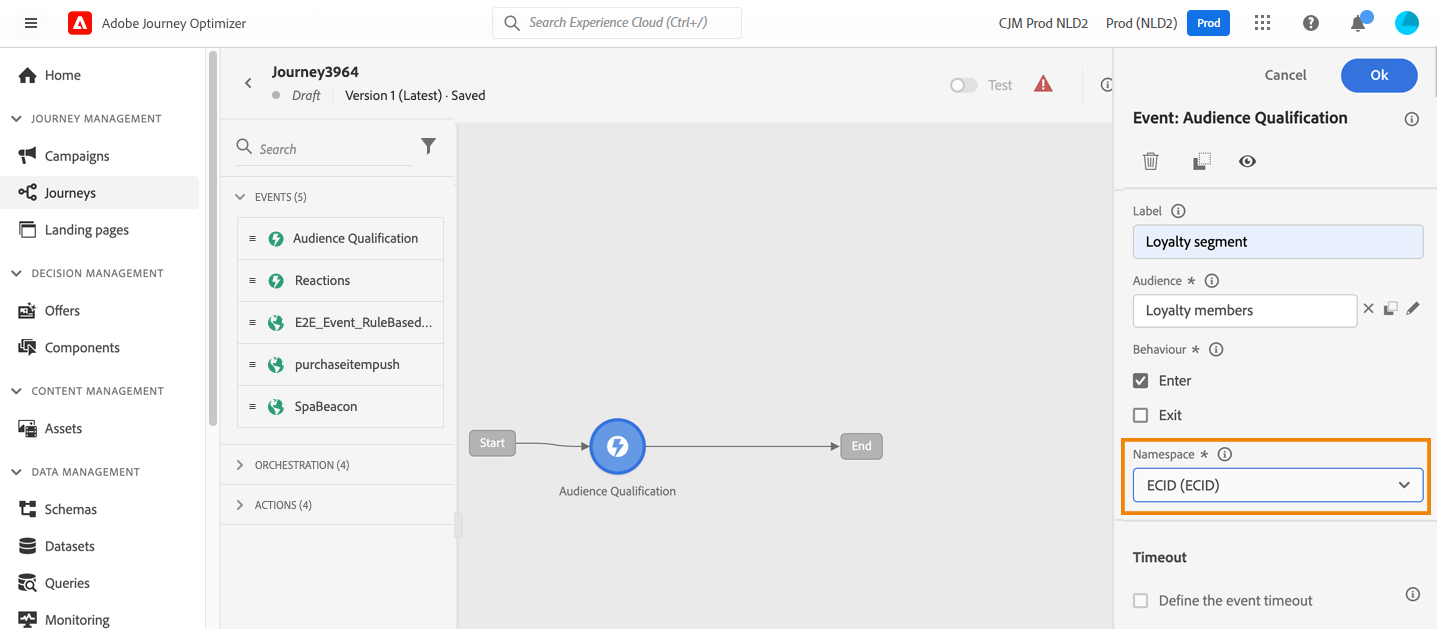 Adobe Journey Optimizer
Search Experience Cloud (Ctrl+/)
CJM Prod NLD2
Prod (NLD2)
Prod
Home
JOURNEY MANAGEMENT
Campaigns
Journeys
Landing pages
DECISION MANAGEMENT
Offers
Components
CONTENT MANAGEMENT
Assets
DATA MANAGEMENT
Schemas
Datasets
Queries
Monitoring
Journey3964
Draft
Version 1 (Latest) · Saved
Test
Search
EVENTS (5)
Audience Qualification
Reactions
E2E_Event_RuleBased...
purchaseitempush
SpaBeacon
ORCHESTRATION (4)
ACTIONS (4)
Start
End
Audience Qualification
Cancel
Ok
Event: Audience Qualification
Label
Loyalty segment
Audience *
Loyalty members
Behaviour *
Enter
Exit
Namespace *
ECID (ECID)
Timeout
Define the event timeout